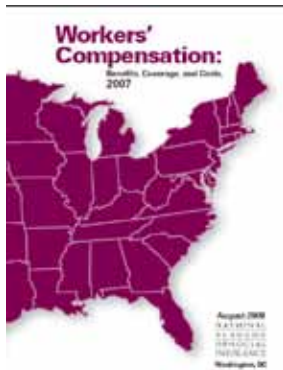 Workers'
Compensation:
Benefits, Coverage, and Costs,
2007
August 2009
NATIONAL
ACADEMY
OF SOCIAL
INSURANCE
Washington, DC